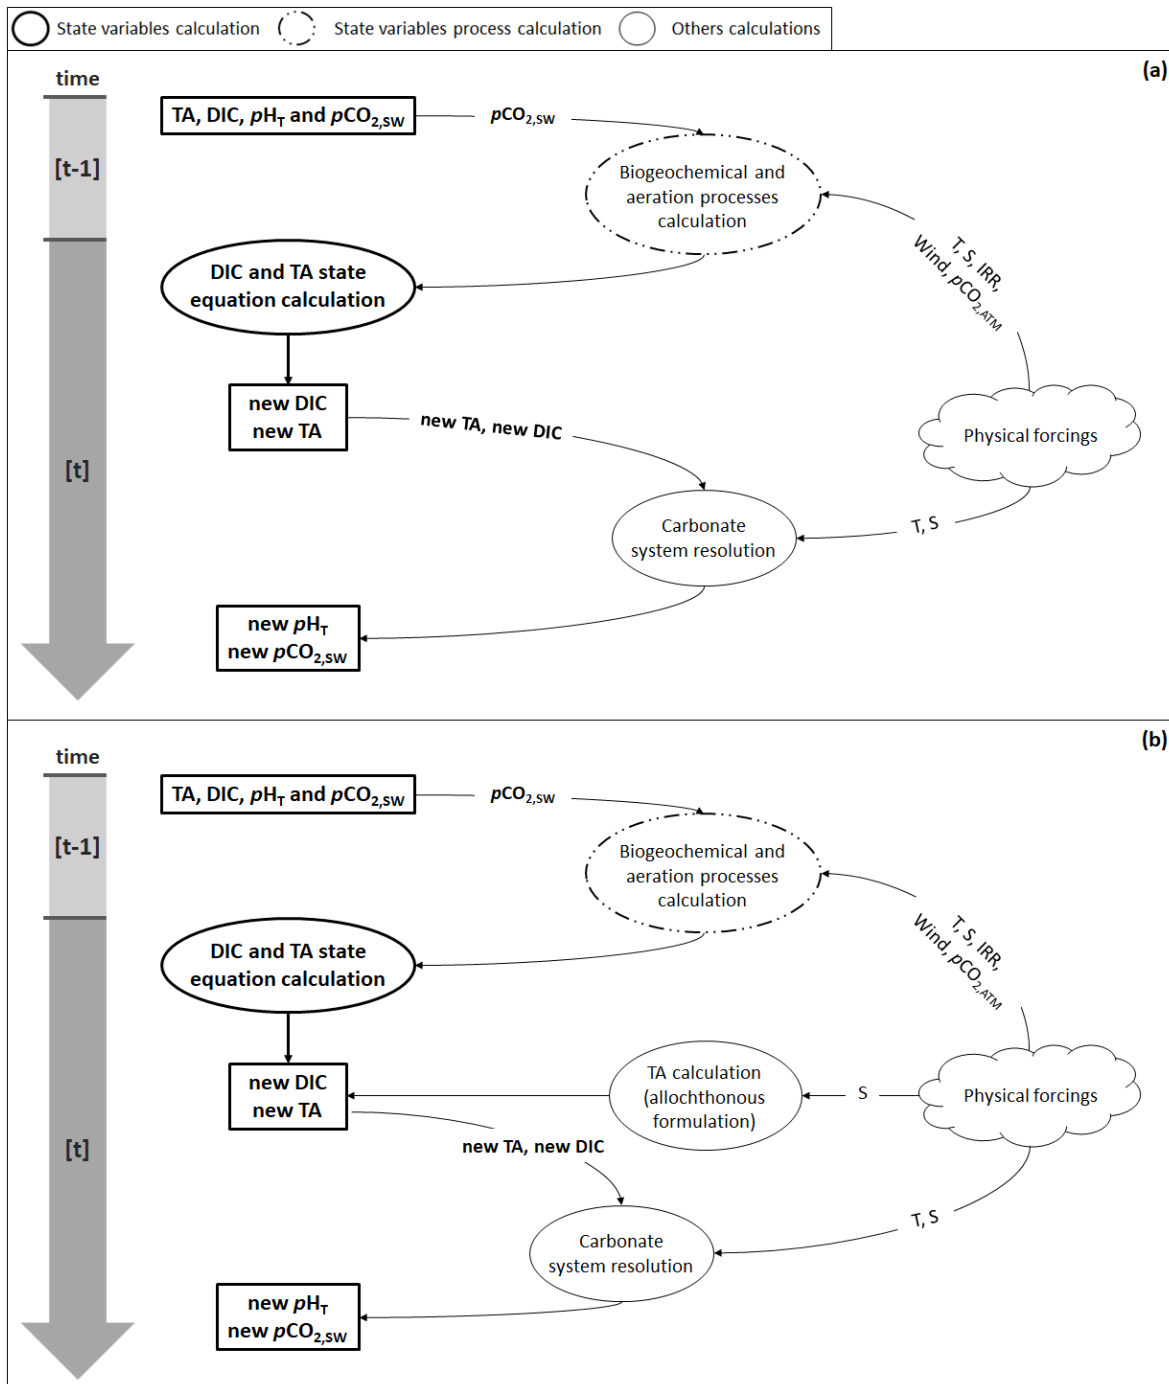 State variables calculation
State variables process calculation
Others calculations
(a)
time
[t-1]
[t]
TA, DIC, pH_T and pCO_2,SW
pCO_2,SW
Biogeochemical and
aeration processes
calculation
T, S, IRR,
Wind, pCO_2,ATM
DIC and TA state
equation calculation
new DIC
new TA
new TA, new DIC
Physical forcings
T, S
Carbonate
system resolution
new pH_T
new pCO_2,SW
(b)
time
[t-1]
[t]
TA, DIC, pH_T and pCO_2,SW
pCO_2,SW
Biogeochemical and
aeration processes
calculation
T, S, IRR,
Wind, pCO_2,ATM
DIC and TA state
equation calculation
new DIC
new TA
TA calculation
(allochthonous
formulation)
S
Physical forcings
new TA, new DIC
T, S
Carbonate
system resolution
new pH_T
new pCO_2,SW